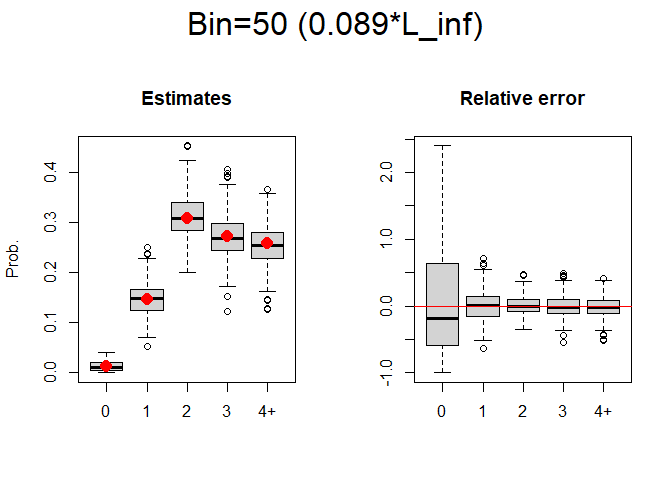 Bin=50 (0.089*L_inf)
Estimates
Prob.
0.4
0.3
0.2
0.1
0.0
0 1 2 3 4+
Relative error
2.0
1.0
0.0
-1.0
0 1 2 3 4+